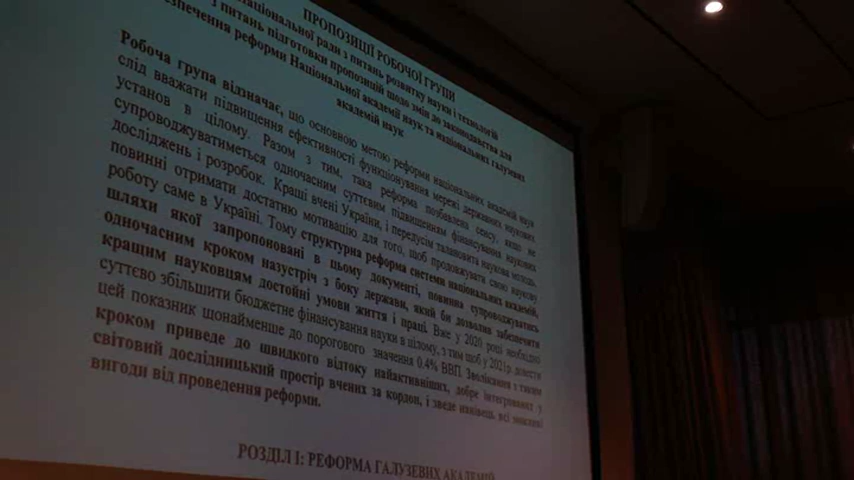 ПРОПОЗИЦІЇ РОБОЧОЇ ГРУПИ
Національної ради з питань розвитку науки і технологій
з питань підготовки пропозицій щодо змін до законодавства для
забезпечення реформи Національної академії наук та національних галузевих
академій наук
Робоча група відзначає, що основною метою реформи національних академій наук
слід вважати підвищення ефективності функціонування мережі державних наукових
установ в цілому. Разом з тим, така реформа позбавлена сенсу, якщо не
супроводжуватиметься одночасним суттєвим підвищенням фінансування наукових
досліджень і розробок. Кращі вчені України, і передусім талановита наукова молодь,
повинні отримати достатню мотивацію для того, щоб продовжувати свою наукову
роботу саме в Україні. Тому структурна реформа системи національних академій,
шляхи якої запропоновані в цьому документі, повинна супроводжуватись
одночасним кроком назустріч з боку держави, який би дозволив забезпечити
кращим науковцям достойні умови життя і праці. Вже у 2020 році необхідно
суттєво збільшити бюджетне фінансування науки в цілому, з тим щоб у 2021р. довести
цей показник щонайменше до порогового значення 0,4% ВВП. Зволікання з таким
кроком приведе до швидкого відтоку найактивніших, добре інтегрованих у
світовий дослідницький простір вчених за кордон, і зведе нанівець всі можливі
вигоди від проведення реформи.
РОЗДІЛ І: РЕФОРМА ГАЛУЗЕВИХ АКАДЕМІЙ